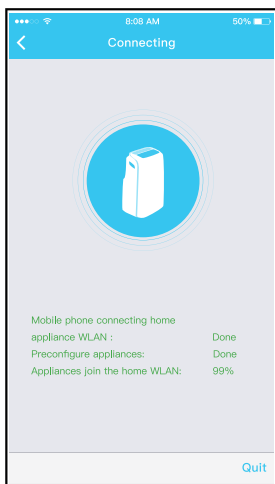 8:08 AM 50%
Connecting
Mobile phone connecting home
appliance WLAN : Done
Preconfigure appliances: Done
Appliances join the home WLAN: 99%
Quit